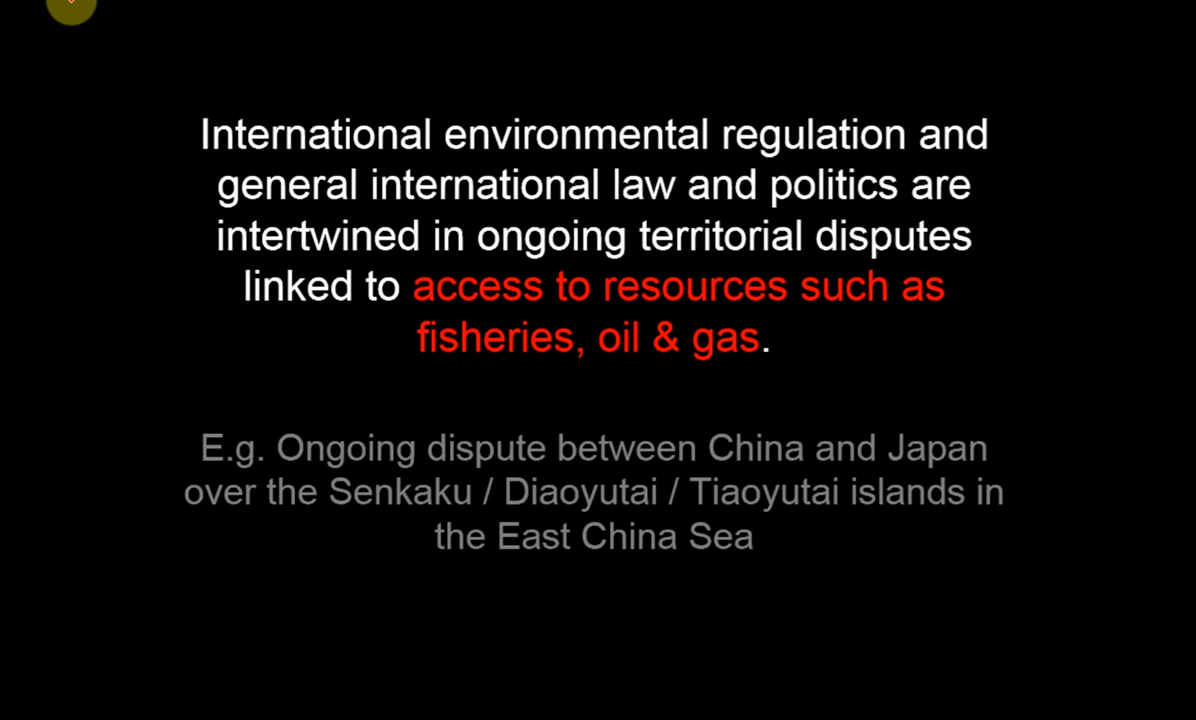 International environmental regulation and
general international law and politics are
intertwined in ongoing territorial disputes
linked to access to resources such as
fisheries, oil & gas.
E.g. Ongoing dispute between China and Japan
over the Senkaku / Diaoyutai / Tiaoyutai islands in
the East China Sea